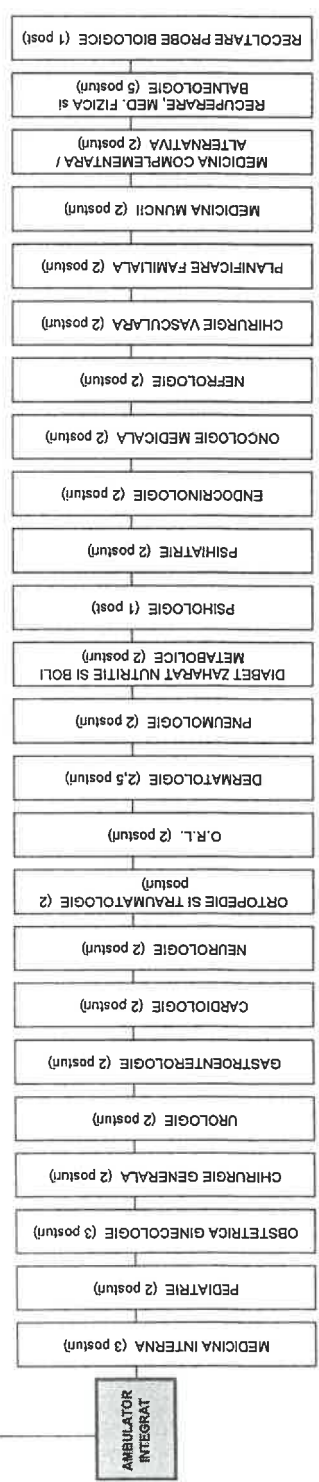 AMBULATOR
INTEGRAT
MEDICINA INTERNA (3 posturi)
PEDIATRIE (2 posturi)
OBSTETRICA GINECOLOGIE (3 posturi)
CHIRURGIE GENERALA (2 posturi)
UROLOGIE (2 posturi)
GASTROENTEROLOGIE (2 posturi)
CARDIOLOGIE (2 posturi)
NEUROLOGIE (2 posturi)
ORTOPEDIE SI TRAUMATOLOGIE (2
posturi)
O.R.L. (2 posturi)
DERMATOLOGIE (2,5 posturi)
PNEUMOLOGIE (2 posturi)
DIABET ZAHARAT NUTRITIE SI BOLI
METABOLICE (2 posturi)
PSIHOLOGIE (1 post)
PSIHIATRIE (2 posturi)
ENDOCRINOLOGIE (2 posturi)
ONCOLOGIE MEDICALA (2 posturi)
NEFROLOGIE (2 posturi)
CHIRURGIE VASCULARA (2 posturi)
PLANIFICARE FAMILIALA (2 posturi)
MEDICINA MUNCII (2 posturi)
MEDICINA COMPLEMENTARA /
ALTERNATIVA (2 posturi)
RECUPERARE, MED. FIZICA si
BALNEOLOGIE (5 posturi)
RECOLTARE PROBE BIOLOGICE (1 post)